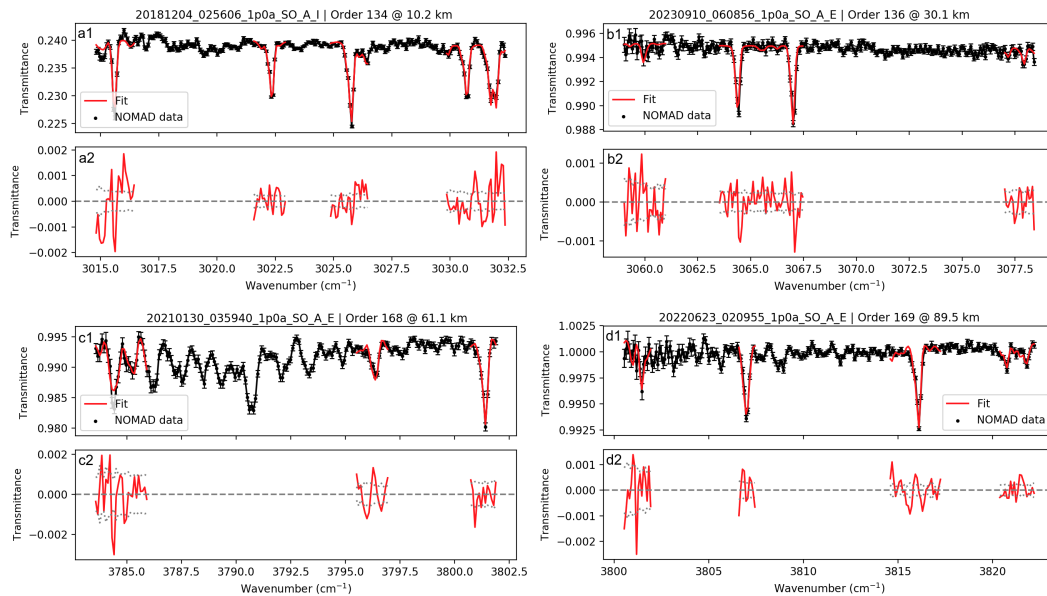 20181204_025606_1p0a_SO_A_I | Order 134 @ 10.2 km
a1
0.240
0.235
0.230
0.225
Transmittance
Fit
NOMAD data
a2
0.002
0.001
0.000
−0.001
−0.002
Transmittance
3015.0 3017.5 3020.0 3022.5 3025.0 3027.5 3030.0 3032.5
Wavenumber (cm⁻¹)
20230910_060856_1p0a_SO_A_E | Order 136 @ 30.1 km
b1
0.996
0.994
0.992
0.990
0.988
Transmittance
Fit
NOMAD data
b2
0.001
0.000
−0.001
Transmittance
3060.0 3062.5 3065.0 3067.5 3070.0 3072.5 3075.0 3077.5
Wavenumber (cm⁻¹)
20210130_035940_1p0a_SO_A_E | Order 168 @ 61.1 km
c1
0.995
0.990
0.985
0.980
Transmittance
Fit
NOMAD data
c2
0.002
0.000
−0.002
Transmittance
3785.0 3787.5 3790.0 3792.5 3795.0 3797.5 3800.0 3802.5
Wavenumber (cm⁻¹)
20220623_020955_1p0a_SO_A_E | Order 169 @ 89.5 km
d1
1.0025
1.0000
0.9975
0.9950
0.9925
Transmittance
Fit
NOMAD data
d2
0.001
0.000
−0.001
−0.002
Transmittance
3800 3805 3810 3815 3820
Wavenumber (cm⁻¹)